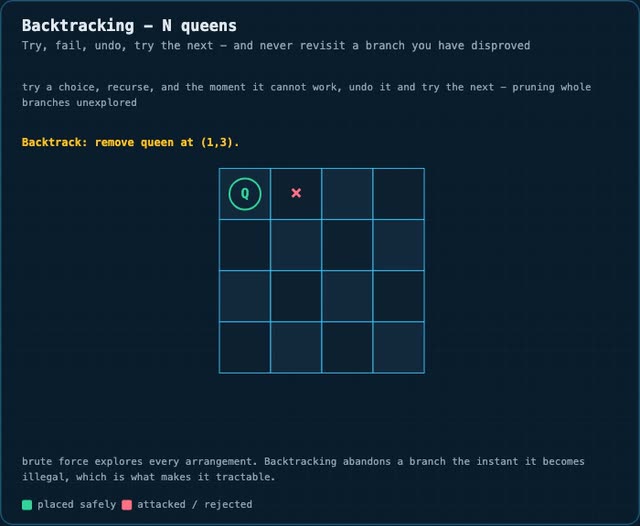 Backtracking — N queens
Try, fail, undo, try the next — and never revisit a branch you have disproved
try a choice, recurse, and the moment it cannot work, undo it and try the next — pruning whole
branches unexplored
Backtrack: remove queen at (1,3).
Q ×
brute force explores every arrangement. Backtracking abandons a branch the instant it becomes
illegal, which is what makes it tractable.
placed safely attacked / rejected